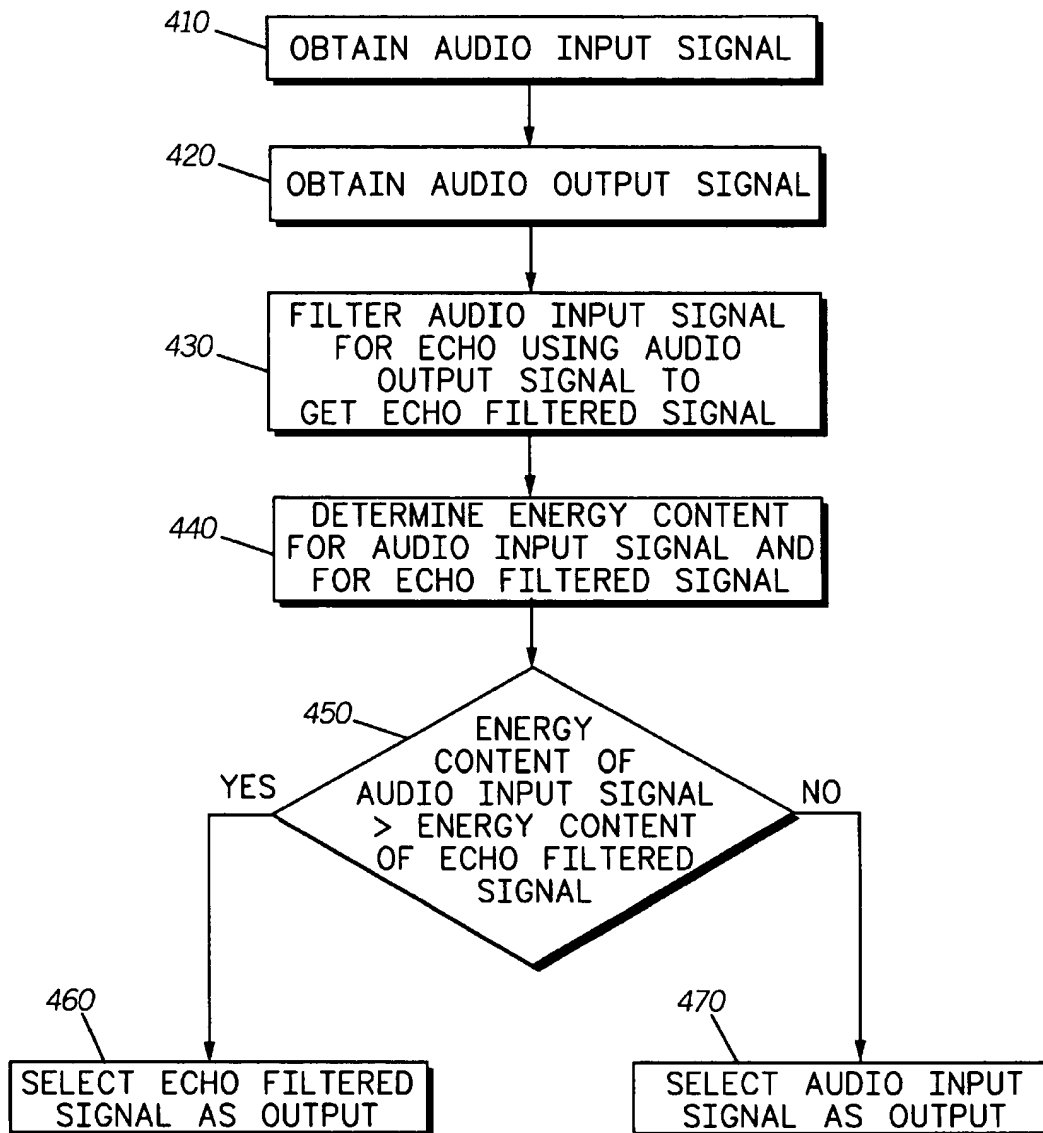 410
OBTAIN AUDIO INPUT SIGNAL
420
OBTAIN AUDIO OUTPUT SIGNAL
430
FILTER AUDIO INPUT SIGNAL
FOR ECHO USING AUDIO
OUTPUT SIGNAL TO
GET ECHO FILTERED SIGNAL
440
DETERMINE ENERGY CONTENT
FOR AUDIO INPUT SIGNAL AND
FOR ECHO FILTERED SIGNAL
450
ENERGY
CONTENT OF
AUDIO INPUT SIGNAL
> ENERGY CONTENT
OF ECHO FILTERED
SIGNAL
YES
NO
460
SELECT ECHO FILTERED
SIGNAL AS OUTPUT
470
SELECT AUDIO INPUT
SIGNAL AS OUTPUT